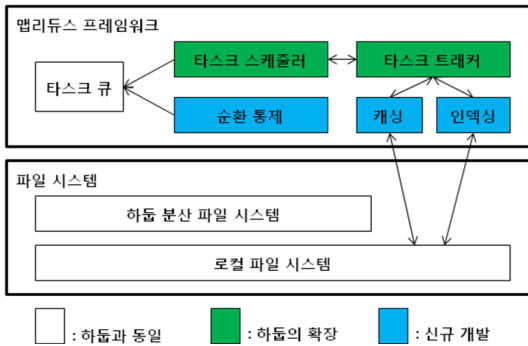 맵리듀스 프레임워크
타스크 스케줄러
타스크 트래커
타스크 큐
순환 통제
캐싱
인덱싱
파일 시스템
하둡 분산 파일 시스템
로컬 파일 시스템
: 하둡과 동일
: 하둡의 확장
: 신규 개발